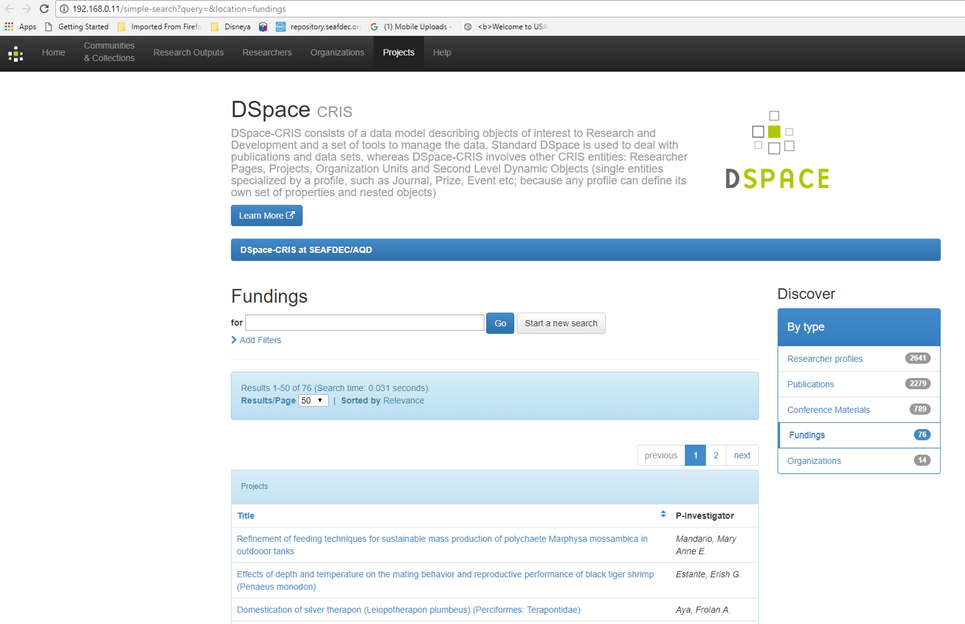 192.168.0.11/simple-search?query=&location=fundings
Apps Getting Started Imported From Firefo Disneya repository.seafdec.or (1) Mobile Uploads - <b>Welcome to USA
Home Communities & Collections Research Outputs Researchers Organizations Projects Help
DSpace CRIS
DSpace-CRIS consists of a data model describing objects of interest to Research and
Development and a set of tools to manage the data. Standard DSpace is used to deal with
publications and data sets, whereas DSpace-CRIS involves other CRIS entities: Researcher
Pages, Projects, Organization Units and Second Level Dynamic Objects (single entities
specialized by a profile, such as Journal, Prize, Event etc; because any profile can define its
own set of properties and nested objects)
DSPACE
Learn More
DSpace-CRIS at SEAFDEC/AQD
Fundings
for Go Start a new search
Add Filters
Results 1-50 of 76 (Search time: 0.031 seconds).
Results/Page 50 | Sorted by Relevance
previous 1 2 next
Projects
Title P-Investigator
Refinement of feeding techniques for sustainable mass production of polychaete Marphysa mossambica in
outdooor tanks
Mandario, Mary
Anne E.
Effects of depth and temperature on the mating behavior and reproductive performance of black tiger shrimp
(Penaeus monodon)
Estante, Erish G.
Domestication of silver therapon (Leiopotherapon plumbeus) (Perciformes: Terapontidae)
Aya, Frolan A.
Discover
By type
Researcher profiles 2641
Publications 2279
Conference Materials 789
Fundings 76
Organizations 14